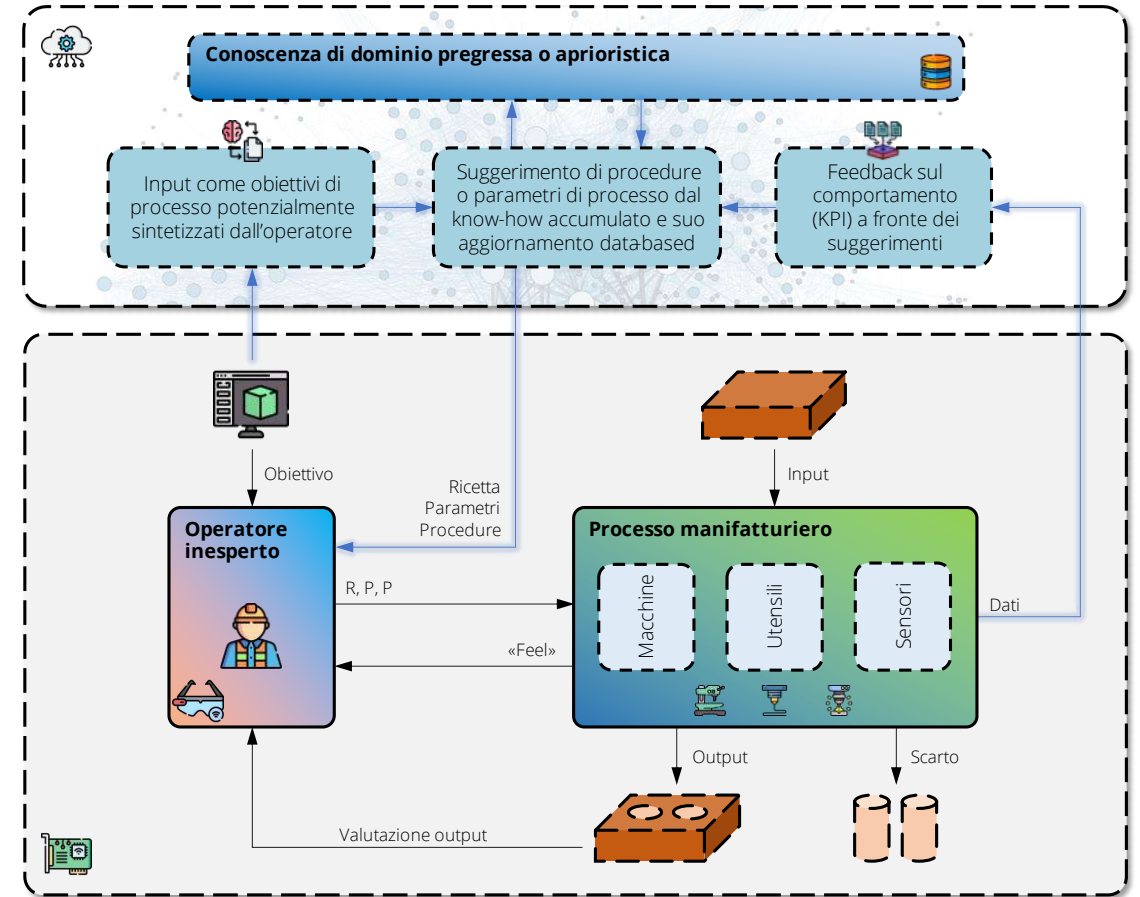 Conoscenza di dominio pregressa o aprioristica
Input come obiettivi di
processo potenzialmente
sintetizzati dall'operatore
Suggerimento di procedure
o parametri di processo dal
know-how accumulato e suo
aggiornamento data-based
Feedback sul
comportamento
(KPI) a fronte dei
suggerimenti
Obiettivo
Input
Ricetta
Parametri
Procedure
Operatore
inesperto
Processo manifatturiero
Macchine
Utensili
Sensori
Dati
R, P, P
«Feel»
Output
Scarto
Valutazione output